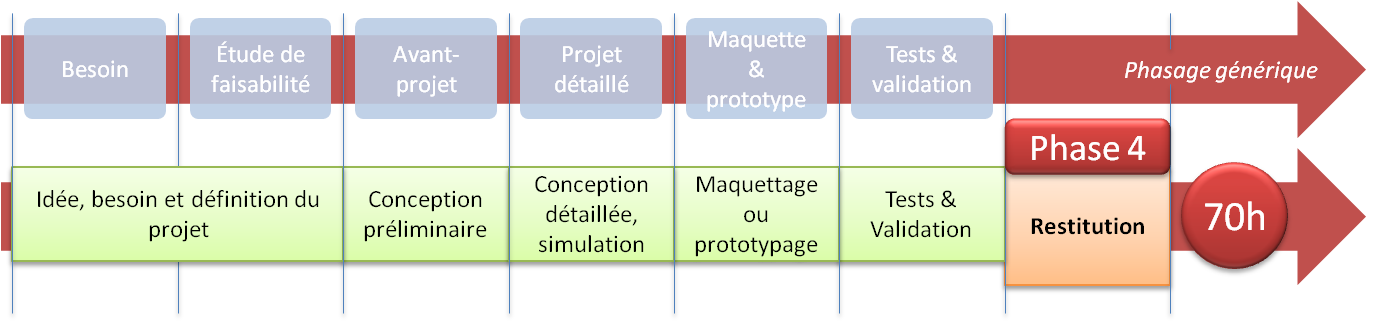 Besoin
Étude de
faisabilité
Avant-
projet
Projet
détaillé
Maquette
&
prototype
Tests &
validation
Phasage générique
Phase 4
Idée, besoin et définition du
projet
Conception
préliminaire
Conception
détaillée,
simulation
Maquettage
ou
prototypage
Tests &
Validation
Restitution
70h